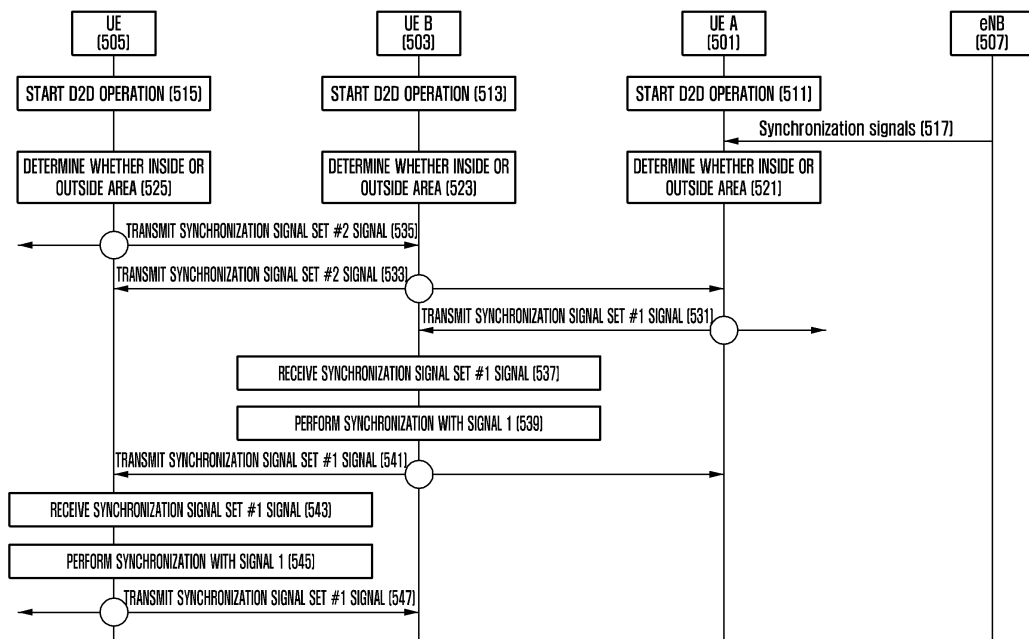 UE
(505)
UE B
(503)
UE A
(501)
eNB
(507)
START D2D OPERATION (515)
START D2D OPERATION (513)
START D2D OPERATION (511)
Synchronization signals (517)
DETERMINE WHETHER INSIDE OR
OUTSIDE AREA (525)
DETERMINE WHETHER INSIDE OR
OUTSIDE AREA (523)
DETERMINE WHETHER INSIDE OR
OUTSIDE AREA (521)
TRANSMIT SYNCHRONIZATION SIGNAL SET #2 SIGNAL (535)
TRANSMIT SYNCHRONIZATION SIGNAL SET #2 SIGNAL (533)
TRANSMIT SYNCHRONIZATION SIGNAL SET #1 SIGNAL (531)
RECEIVE SYNCHRONIZATION SIGNAL SET #1 SIGNAL (537)
PERFORM SYNCHRONIZATION WITH SIGNAL 1 (539)
TRANSMIT SYNCHRONIZATION SIGNAL SET #1 SIGNAL (541)
RECEIVE SYNCHRONIZATION SIGNAL SET #1 SIGNAL (543)
PERFORM SYNCHRONIZATION WITH SIGNAL 1 (545)
TRANSMIT SYNCHRONIZATION SIGNAL SET #1 SIGNAL (547)